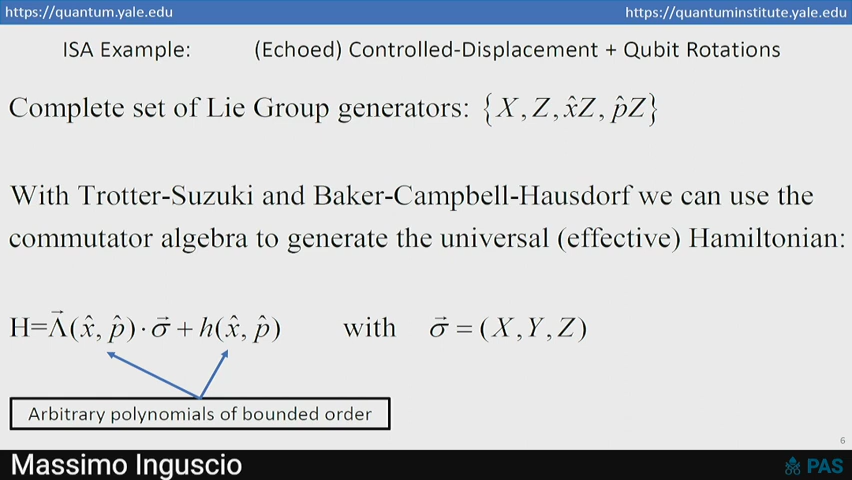 https://quantum.yale.edu https://quantuminstitute.yale.edu
ISA Example: (Echoed) Controlled-Displacement + Qubit Rotations
Complete set of Lie Group generators: {X, Z, x̂Z, p̂Z}
With Trotter-Suzuki and Baker-Campbell-Hausdorf we can use the
commutator algebra to generate the universal (effective) Hamiltonian:
H=Λ⃗(x̂, p̂)·σ⃗ + h(x̂, p̂) with σ⃗ = (X, Y, Z)
Arbitrary polynomials of bounded order
6
Massimo Inguscio
PAS